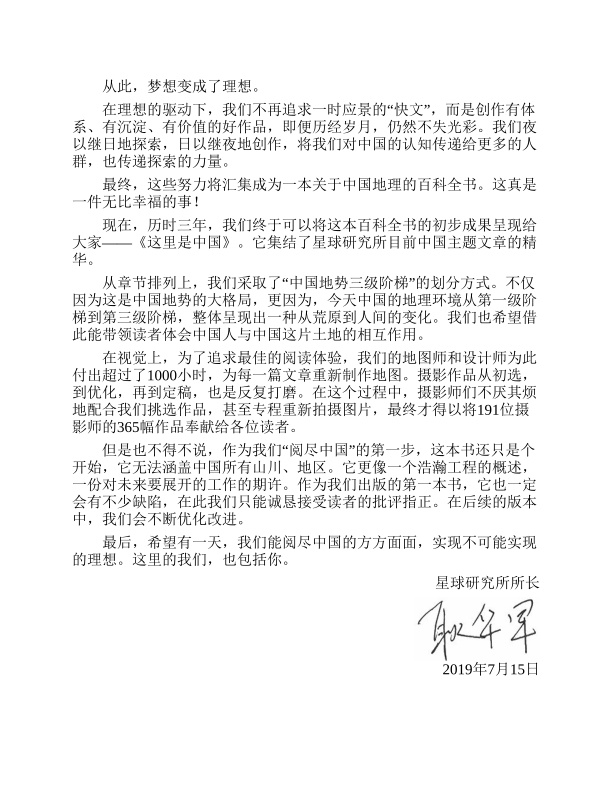 从此，梦想变成了理想。
在理想的驱动下，我们不再追求一时应景的“快文”，而是创作有体
系、有沉淀、有价值的好作品，即便历经岁月，仍然不失光彩。我们夜
以继日地探索，日以继夜地创作，将我们对中国的认知传递给更多的人
群，也传递探索的力量。
最终，这些努力将汇集成为一本关于中国地理的百科全书。这真是
一件无比幸福的事！
现在，历时三年，我们终于可以将这本百科全书的初步成果呈现给
大家——《这里是中国》。它集结了星球研究所目前中国主题文章的精
华。
从章节排列上，我们采取了“中国地势三级阶梯”的划分方式。不仅
因为这是中国地势的大格局，更因为，今天中国的地理环境从第一级阶
梯到第三级阶梯，整体呈现出一种从荒原到人间的变化。我们也希望借
此能带领读者体会中国人与中国这片土地的相互作用。
在视觉上，为了追求最佳的阅读体验，我们的地图师和设计师为此
付出超过了1000小时，为每一篇文章重新制作地图。摄影作品从初选，
到优化，再到定稿，也是反复打磨。在这个过程中，摄影师们不厌其烦
地配合我们挑选作品，甚至专程重新拍摄图片，最终才得以将191位摄
影师的365幅作品奉献给各位读者。
但是也不得不说，作为我们“阅尽中国”的第一步，这本书还只是个
开始，它无法涵盖中国所有山川、地区。它更像一个浩瀚工程的概述，
一份对未来要展开的工作的期许。作为我们出版的第一本书，它也一定
会有不少缺陷，在此我们只能诚恳接受读者的批评指正。在后续的版本
中，我们会不断优化改进。
最后，希望有一天，我们能阅尽中国的方方面面，实现不可能实现
的理想。这里的我们，也包括你。
星球研究所所长
耿华军
2019年7月15日